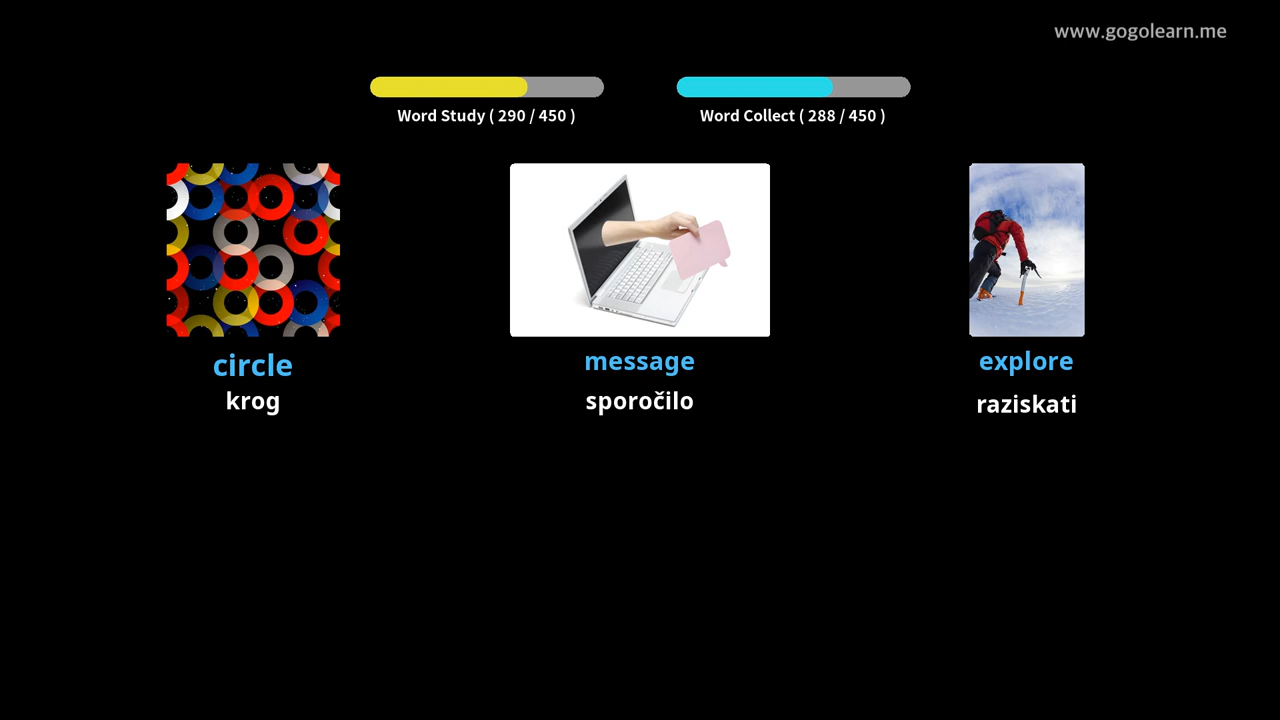 www.gogolearn.me
Word Study ( 290 / 450 )
Word Collect ( 288 / 450 )
circle
krog
message
sporočilo
explore
raziskati